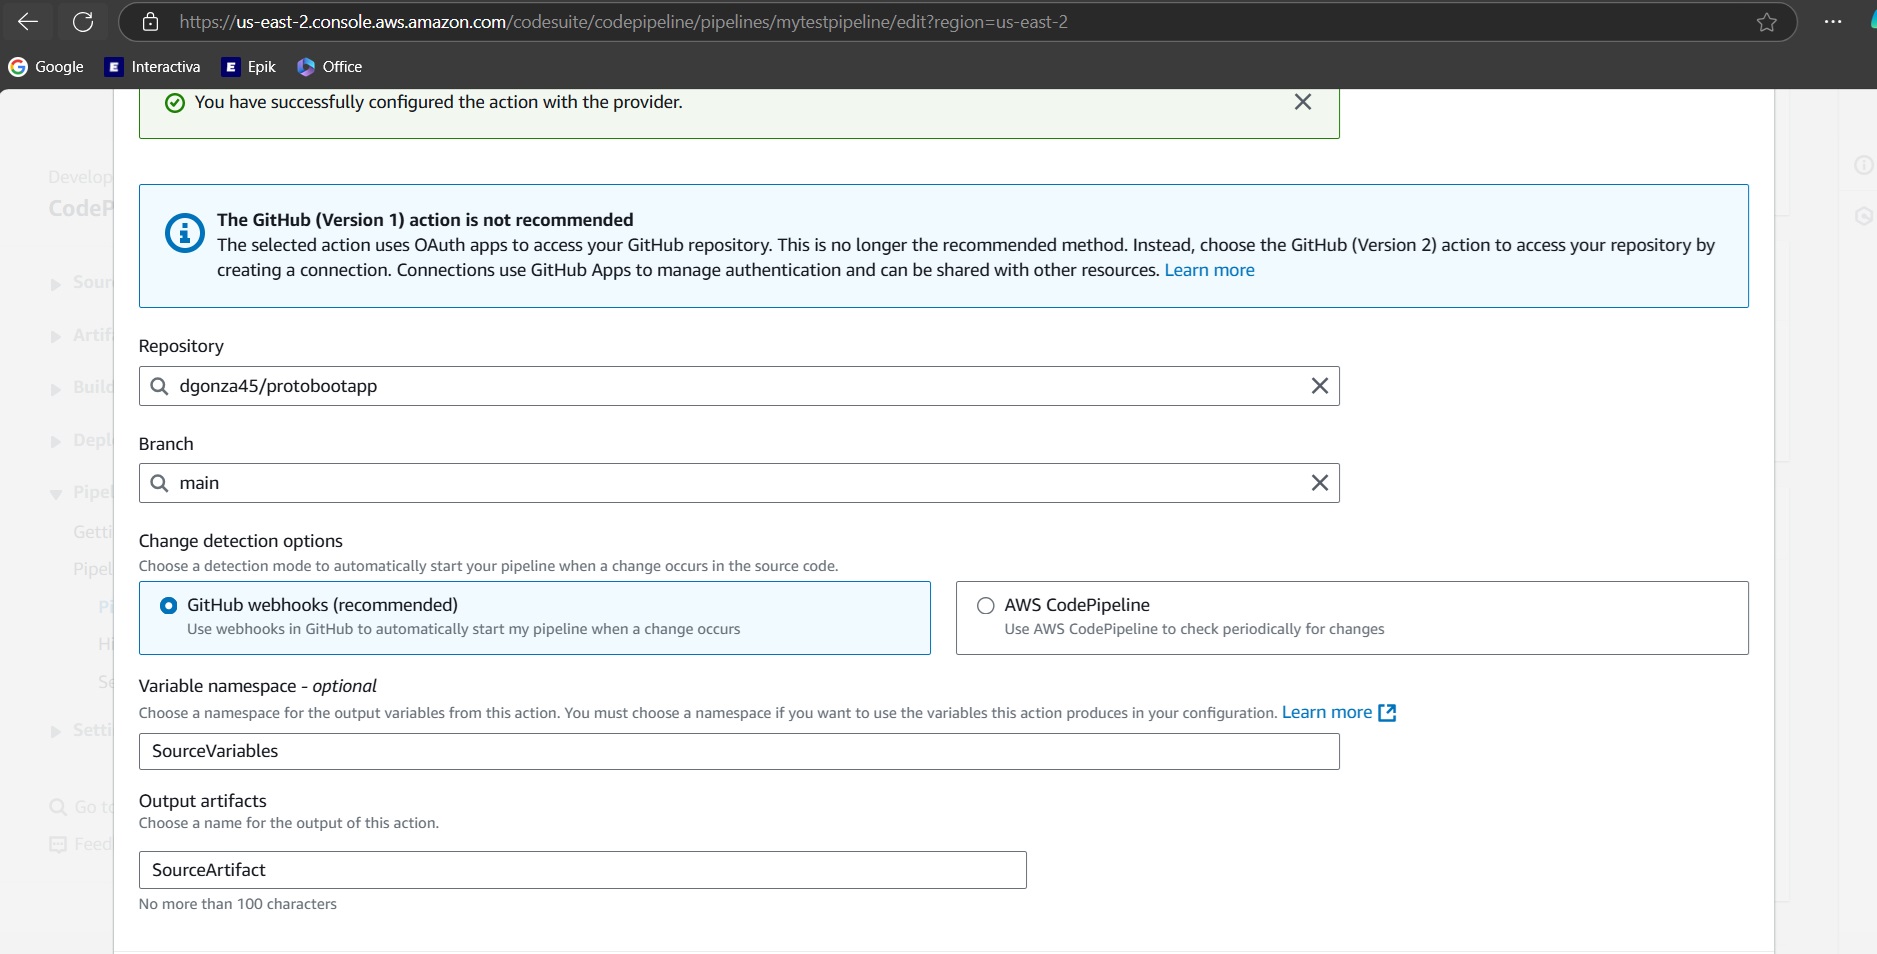 https://us-east-2.console.aws.amazon.com/codesuite/codepipeline/pipelines/mytestpipeline/edit?region=us-east-2
Google Interactiva Epik Office
You have successfully configured the action with the provider.
Develop
CodeP
The GitHub (Version 1) action is not recommended
The selected action uses OAuth apps to access your GitHub repository. This is no longer the recommended method. Instead, choose the GitHub (Version 2) action to access your repository by
creating a connection. Connections use GitHub Apps to manage authentication and can be shared with other resources. Learn more
Sour
Artif
Build
Depl
Pipel
Getti
Pipel
Pi
Hi
Se
Setti
Go to
Feed
Repository
dgonza45/protobootapp
Branch
main
Change detection options
Choose a detection mode to automatically start your pipeline when a change occurs in the source code.
GitHub webhooks (recommended)
Use webhooks in GitHub to automatically start my pipeline when a change occurs
AWS CodePipeline
Use AWS CodePipeline to check periodically for changes
Variable namespace - optional
Choose a namespace for the output variables from this action. You must choose a namespace if you want to use the variables this action produces in your configuration. Learn more
SourceVariables
Output artifacts
Choose a name for the output of this action.
SourceArtifact
No more than 100 characters